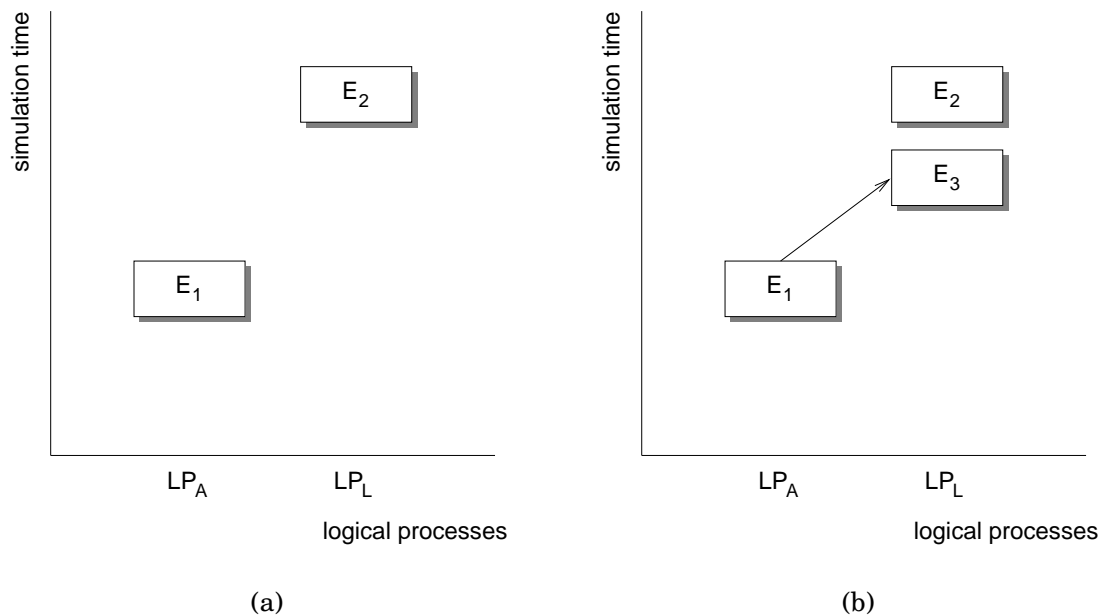 simulation time
E2
E1
LPA
LPL
logical processes
(a)
simulation time
E2
E3
E1
LPA
LPL
logical processes
(b)